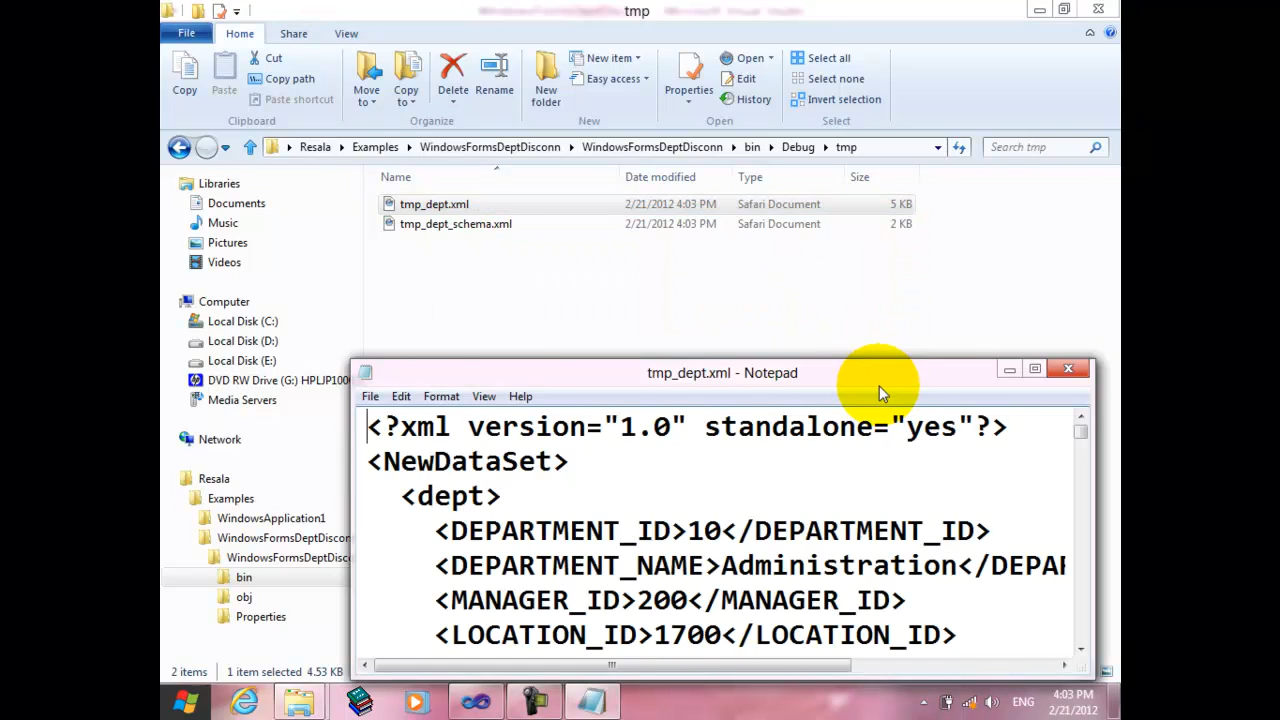 tmp
File Home Share View
Cut
Copy path
Paste shortcut
Copy Paste
Clipboard
Move to Copy to Delete Rename
Organize
New folder
New item
Easy access
New
Properties
Open
Edit
History
Open
Select all
Select none
Invert selection
Select
Resala Examples WindowsFormsDeptDisconn WindowsFormsDeptDisconn bin Debug tmp
Search tmp
Name Date modified Type Size
tmp_dept.xml 2/21/2012 4:03 PM Safari Document 5 KB
tmp_dept_schema.xml 2/21/2012 4:03 PM Safari Document 2 KB
Libraries
Documents
Music
Pictures
Videos
Computer
Local Disk (C:)
Local Disk (D:)
Local Disk (E:)
DVD RW Drive (G:) HPLJP100
Media Servers
Network
Resala
Examples
WindowsApplication1
WindowsFormsDeptDisconn
WindowsFormsDeptDisco
bin
obj
Properties
2 items 1 item selected 4.53 KB
tmp_dept.xml - Notepad
File Edit Format View Help
<?xml version="1.0" standalone="yes"?>
<NewDataSet>
<dept>
<DEPARTMENT_ID>10</DEPARTMENT_ID>
<DEPARTMENT_NAME>Administration</DEPAR
<MANAGER_ID>200</MANAGER_ID>
<LOCATION_ID>1700</LOCATION_ID>
ENG
4:03 PM
2/21/2012